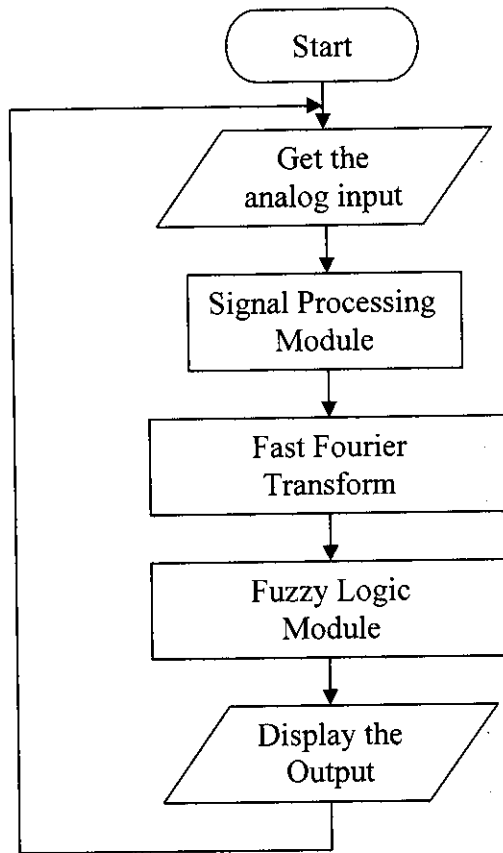 Start
Get the
analog input
Signal Processing
Module
Fast Fourier
Transform
Fuzzy Logic
Module
Display the
Output